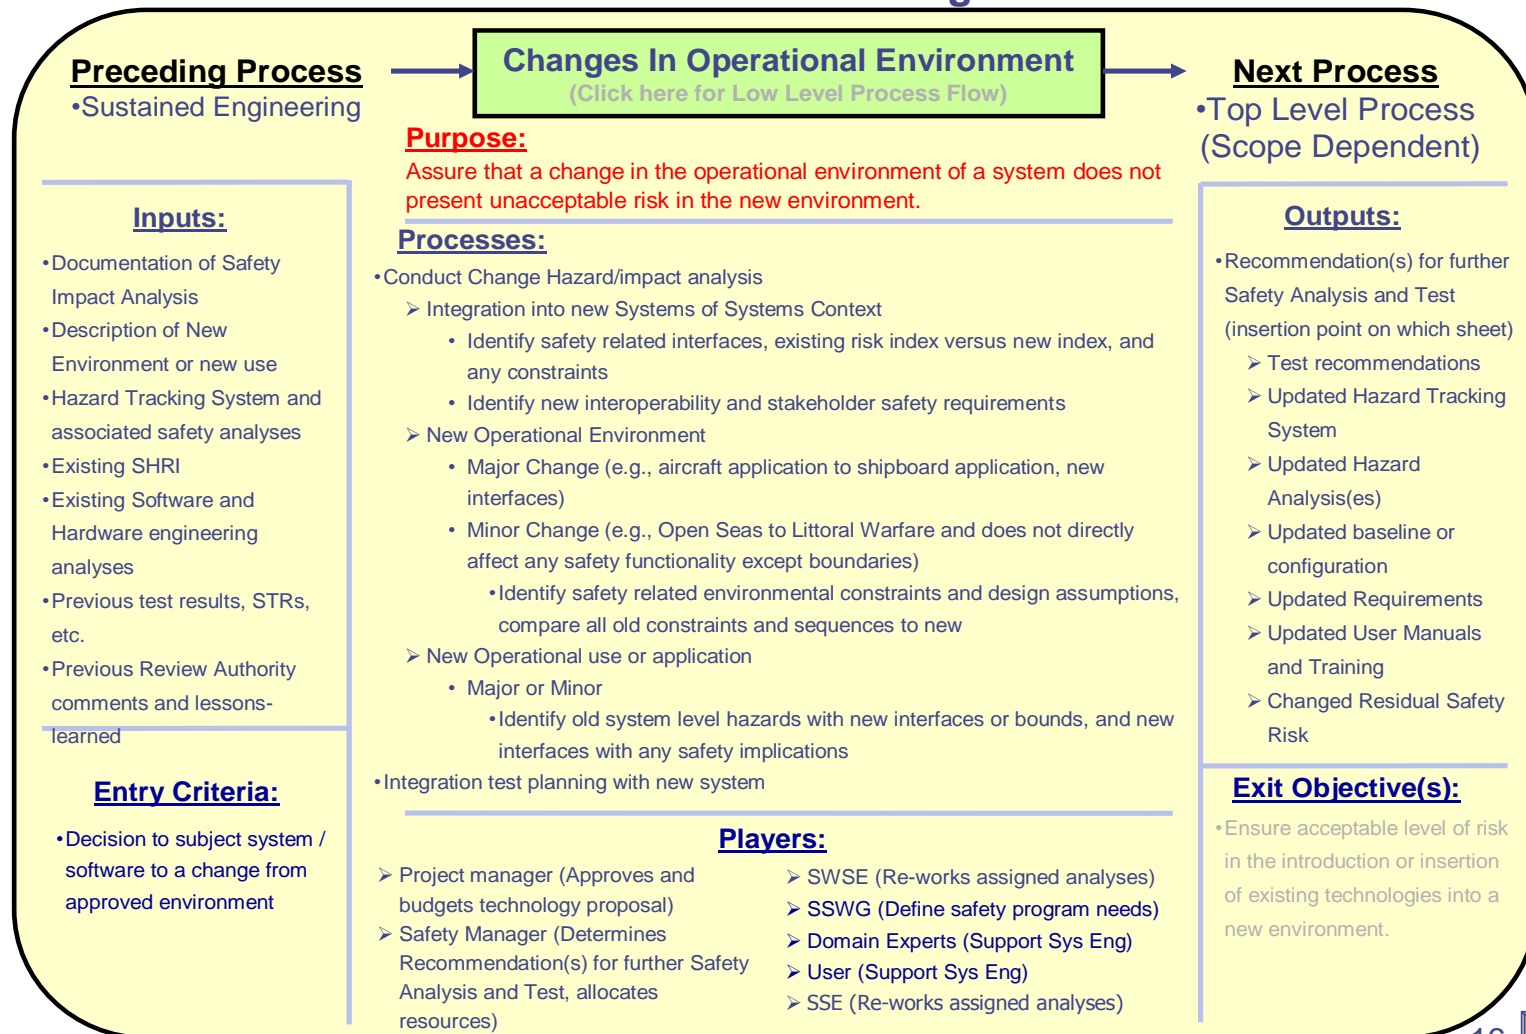 Preceding Process
•Sustained Engineering
Changes In Operational Environment
(Click here for Low Level Process Flow)
Next Process
•Top Level Process
(Scope Dependent)
Purpose:
Assure that a change in the operational environment of a system does not
present unacceptable risk in the new environment.
Inputs:
•Documentation of Safety
Impact Analysis
•Description of New
Environment or new use
•Hazard Tracking System and
associated safety analyses
•Existing SHRI
•Existing Software and
Hardware engineering
analyses
•Previous test results, STRs,
etc.
•Previous Review Authority
comments and lessons-
learned
Entry Criteria:
•Decision to subject system /
software to a change from
approved environment
Processes:
•Conduct Change Hazard/impact analysis
➢ Integration into new Systems of Systems Context
• Identify safety related interfaces, existing risk index versus new index, and
any constraints
• Identify new interoperability and stakeholder safety requirements
➢ New Operational Environment
• Major Change (e.g., aircraft application to shipboard application, new
interfaces)
• Minor Change (e.g., Open Seas to Littoral Warfare and does not directly
affect any safety functionality except boundaries)
•Identify safety related environmental constraints and design assumptions,
compare all old constraints and sequences to new
➢ New Operational use or application
• Major or Minor
•Identify old system level hazards with new interfaces or bounds, and new
interfaces with any safety implications
•Integration test planning with new system
Players:
➢ Project manager (Approves and
budgets technology proposal)
➢ Safety Manager (Determines
Recommendation(s) for further Safety
Analysis and Test, allocates
resources)
➢ SWSE (Re-works assigned analyses)
➢ SSWG (Define safety program needs)
➢ Domain Experts (Support Sys Eng)
➢ User (Support Sys Eng)
➢ SSE (Re-works assigned analyses)
Outputs:
•Recommendation(s) for further
Safety Analysis and Test
(insertion point on which sheet)
➢ Test recommendations
➢ Updated Hazard Tracking
System
➢ Updated Hazard
Analysis(es)
➢ Updated baseline or
configuration
➢ Updated Requirements
➢ Updated User Manuals
and Training
➢ Changed Residual Safety
Risk
Exit Objective(s):
•Ensure acceptable level of risk
in the introduction or insertion
of existing technologies into a
new environment.